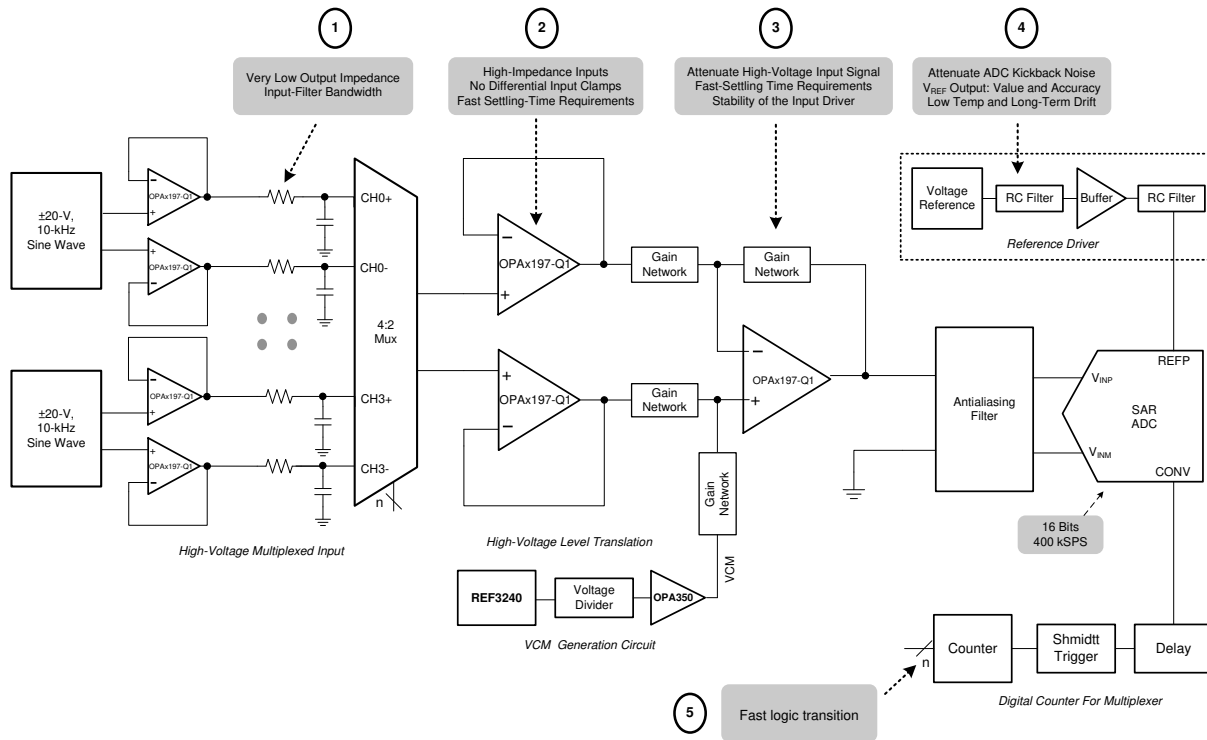 1
2
3
4
Very Low Output Impedance
Input-Filter Bandwidth
High-Impedance Inputs
No Differential Input Clamps
Fast Settling-Time Requirements
Attenuate High-Voltage Input Signal
Fast-Settling Time Requirements
Stability of the Input Driver
Attenuate ADC Kickback Noise
VREF Output: Value and Accuracy
Low Temp and Long-Term Drift
±20-V,
10-kHz
Sine Wave
−
OPAx197-Q1
+
+
OPAx197-Q1
−
±20-V,
10-kHz
Sine Wave
−
OPAx197-Q1
+
+
OPAx197-Q1
−
CH0+
CH0-
4:2
Mux
CH3+
CH3-
n
High-Voltage Multiplexed Input
−
OPAx197-Q1
+
+
OPAx197-Q1
−
High-Voltage Level Translation
Gain
Network
Gain
Network
Gain
Network
Gain
Network
−
OPAx197-Q1
+
VCM
REF3240
Voltage
Divider
OPA350
VCM Generation Circuit
Voltage
Reference
RC Filter
Buffer
RC Filter
Reference Driver
Antialiasing
Filter
REFP
VINP
SAR
ADC
VINM
CONV
16 Bits
400 kSPS
n
Counter
Shmidtt
Trigger
Delay
Digital Counter For Multiplexer
5
Fast logic transition